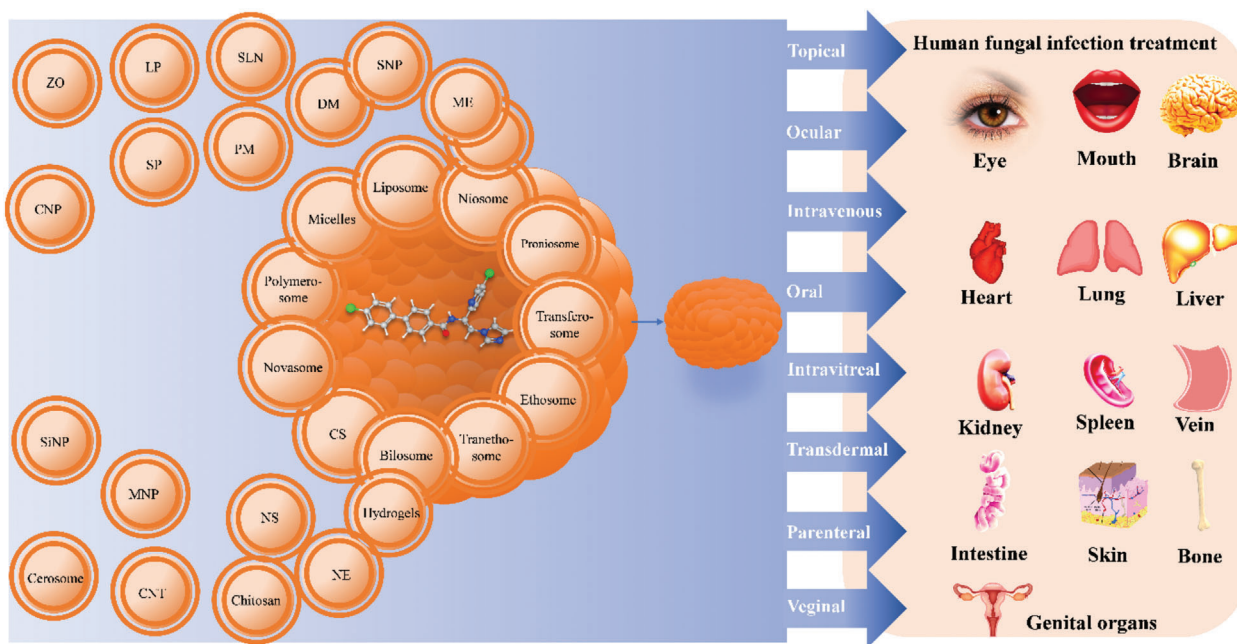 ZO
LP
SLN
DM
SNP
ME
SP
PM
CNP
Liposome
Niosome
Micelles
Proniosome
Polymero-
some
Transfero-
some
Novasome
Ethosome
CS
Bilosome
Tranetho-
some
SiNP
MNP
NS
Hydrogels
Cerosome
CNT
Chitosan
NE
Topical
Ocular
Intravenous
Oral
Intravitreal
Transdermal
Parenteral
Veginal
Human fungal infection treatment
Eye
Mouth
Brain
Heart
Lung
Liver
Kidney
Spleen
Vein
Intestine
Skin
Bone
Genital organs